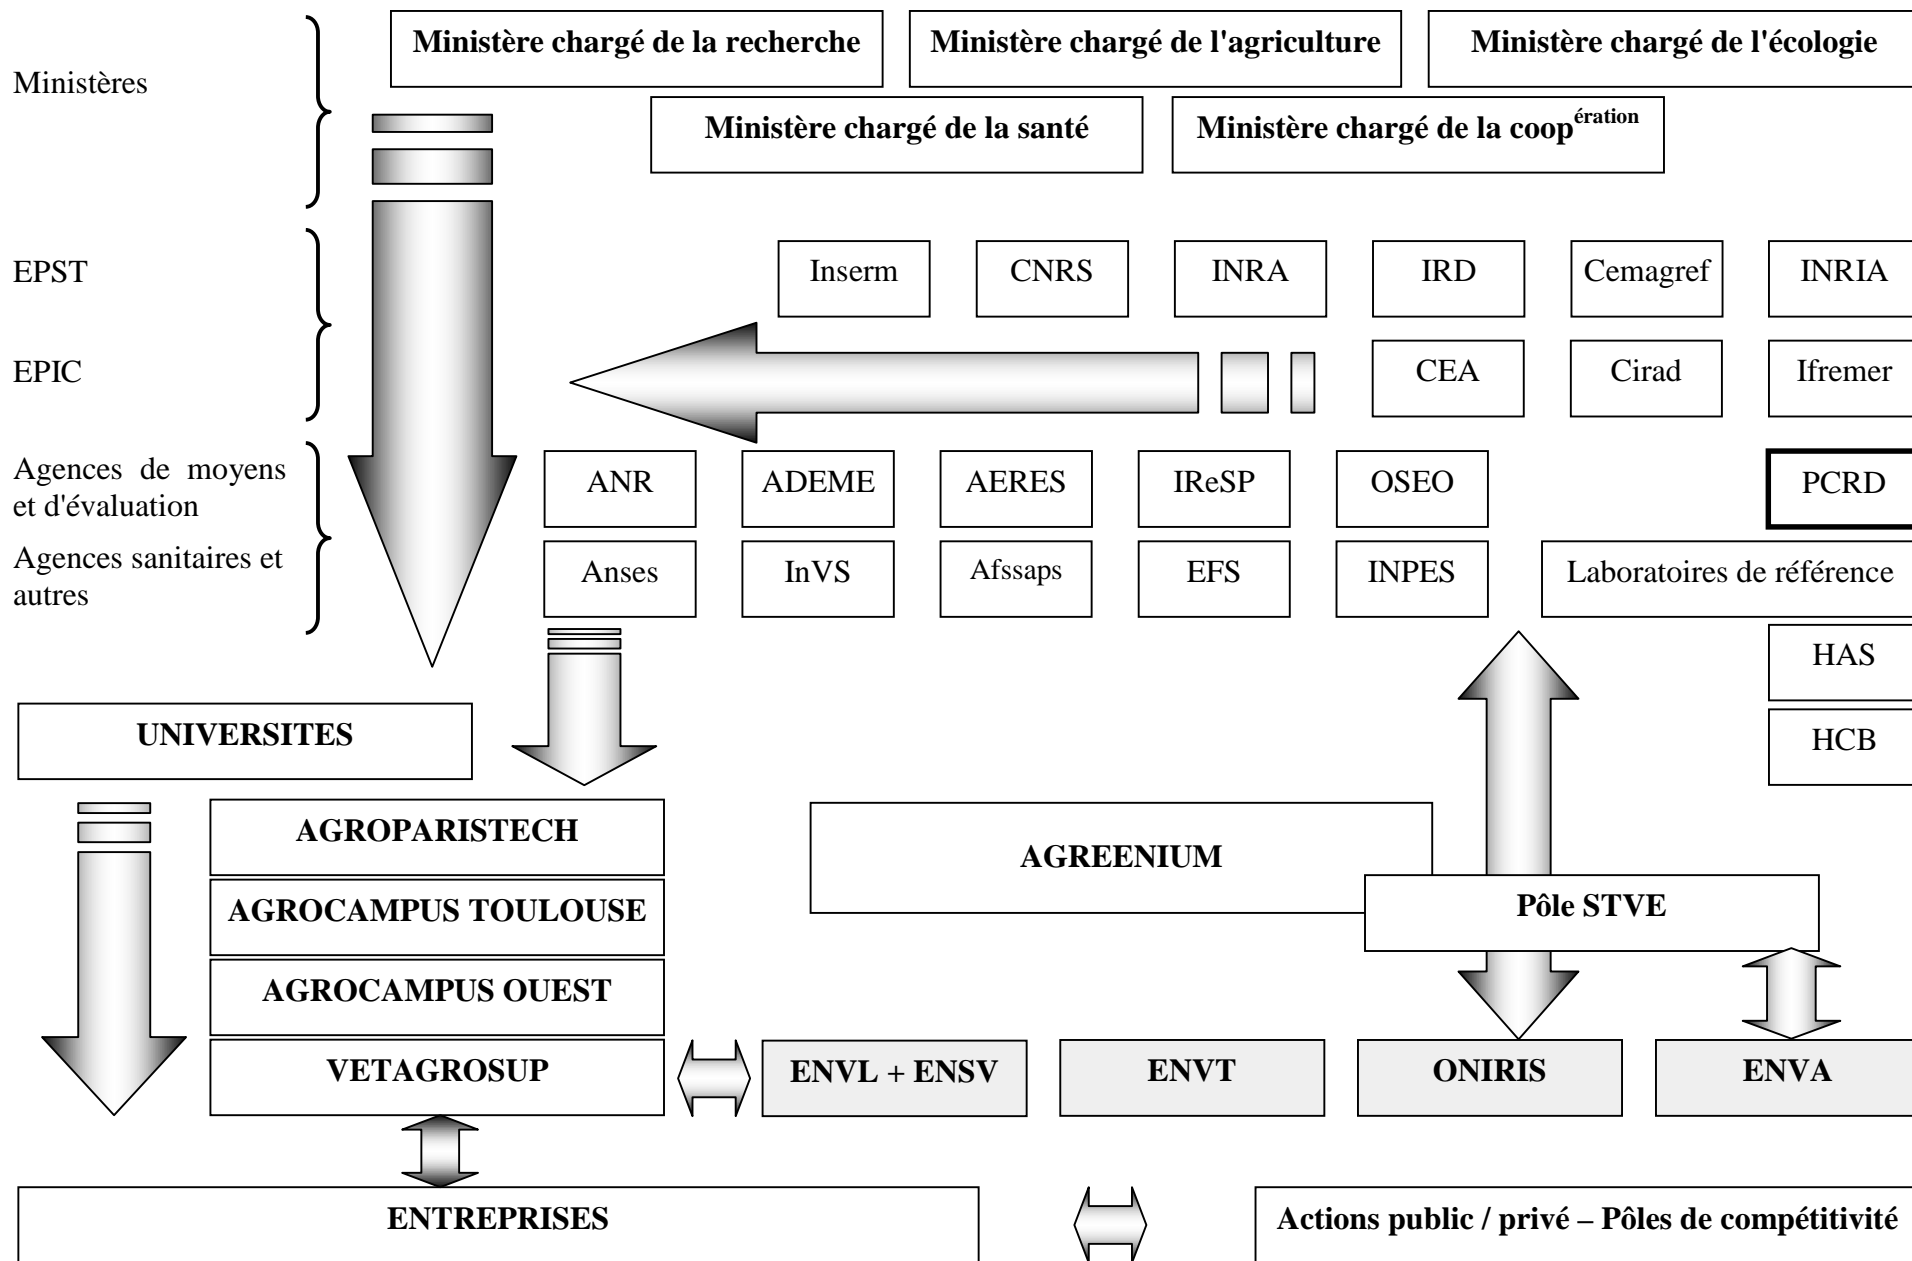 Ministère chargé de la recherche
Ministère chargé de l'agriculture
Ministère chargé de l'écologie
Ministères
Ministère chargé de la santé
Ministère chargé de la coopération
EPST
Inserm
CNRS
INRA
IRD
Cemagref
INRIA
EPIC
CEA
Cirad
Ifremer
Agences de moyens
et d'évaluation
ANR
ADEME
AERES
IReSP
OSEO
PCRD
Agences sanitaires et
autres
Anses
InVS
Afssaps
EFS
INPES
Laboratoires de référence
HAS
HCB
UNIVERSITES
AGROPARISTECH
AGROCAMPUS TOULOUSE
AGROCAMPUS OUEST
VETAGROSUP
AGREENIUM
Pôle STVE
ENVL + ENSV
ENVT
ONIRIS
ENVA
ENTREPRISES
Actions public / privé – Pôles de compétitivité